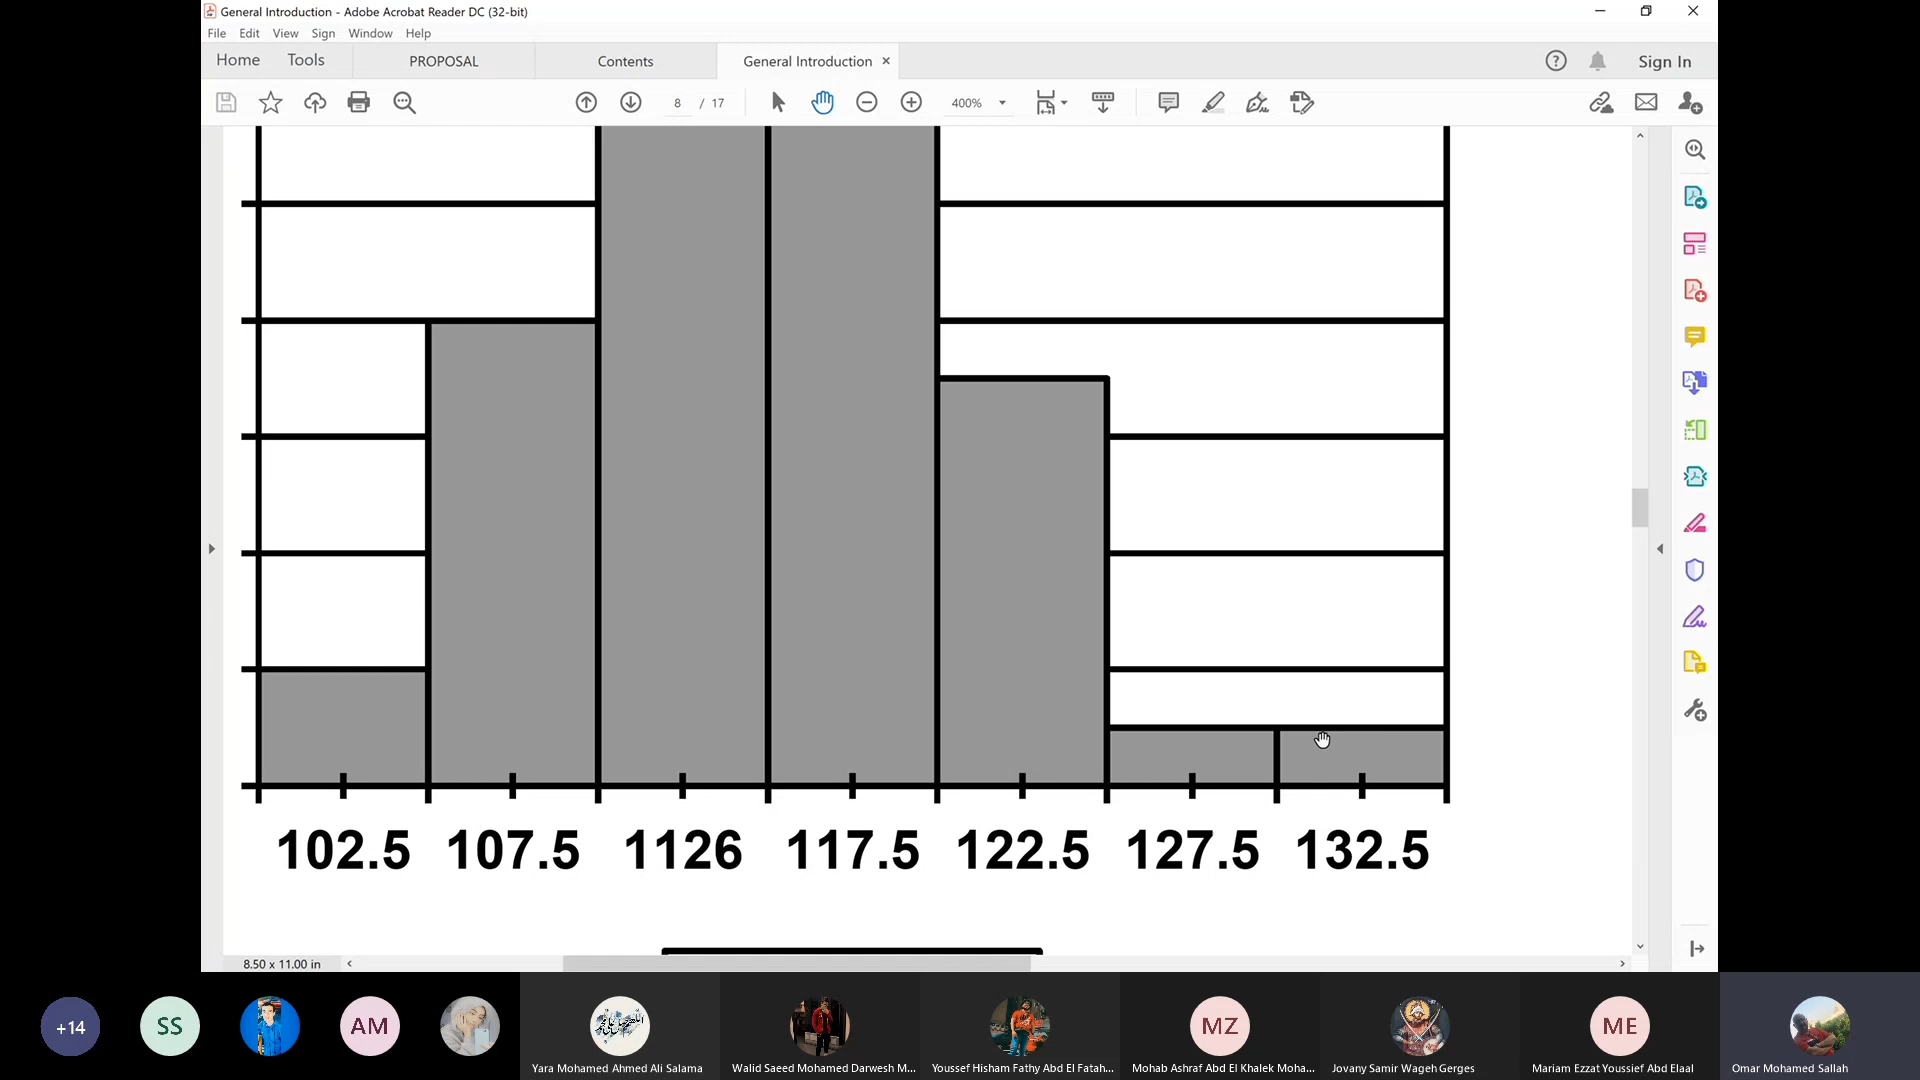 General Introduction - Adobe Acrobat Reader DC (32-bit)
File Edit View Sign Window Help
Home Tools PROPOSAL Contents General Introduction × Sign In
8 / 17 400%
102.5 107.5 1126 117.5 122.5 127.5 132.5
8.50 x 11.00 in
+14 SS AM MZ ME
Yara Mohamed Ahmed Ali Salama
Walid Saeed Mohamed Darwesh M...
Youssef Hisham Fathy Abd El Fatah...
Mohab Ashraf Abd El Khalek Moha...
Jovany Samir Wageh Gerges
Mariam Ezzat Youssief Abd Elaal
Omar Mohamed Sallah